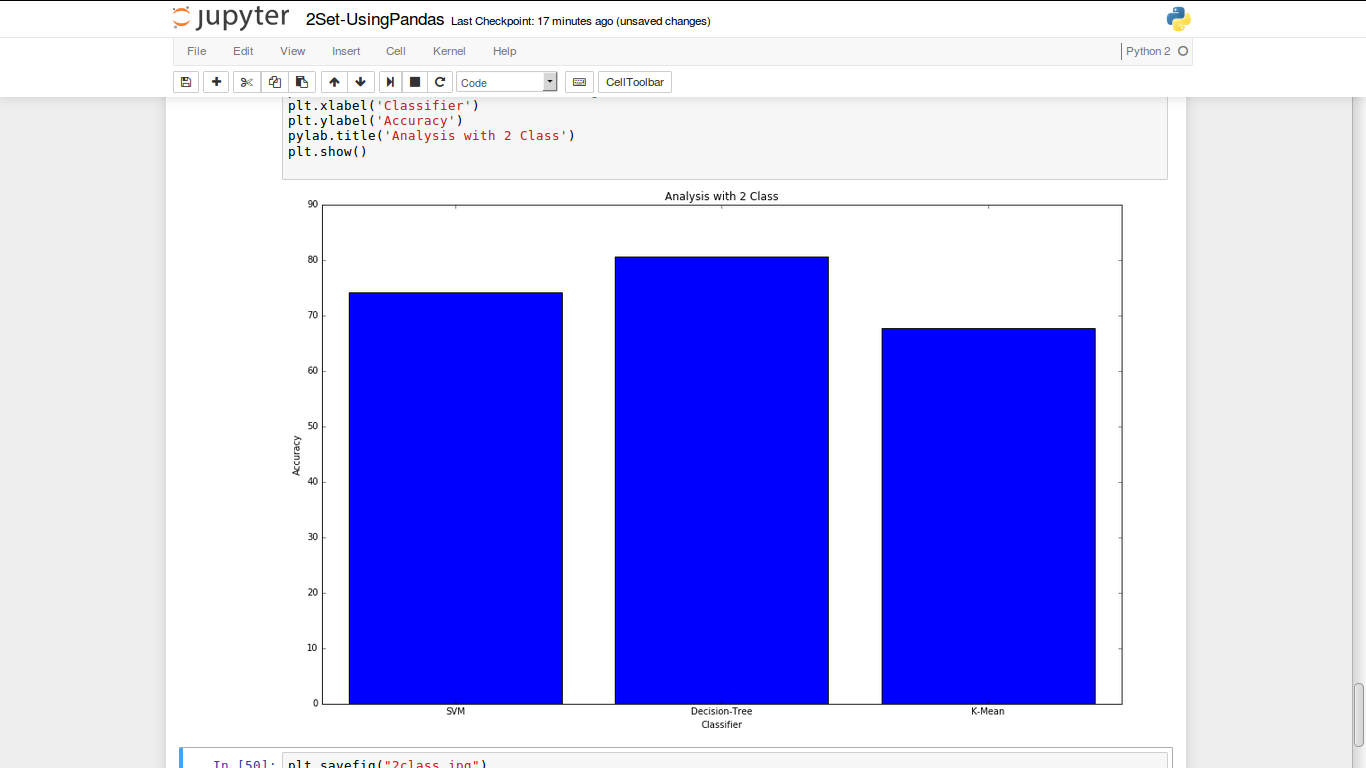 jupyter 2Set-UsingPandas Last Checkpoint: 17 minutes ago (unsaved changes)
File Edit View Insert Cell Kernel Help Python 2
Code CellToolbar
plt.xlabel('Classifier')
plt.ylabel('Accuracy')
pylab.title('Analysis with 2 Class')
plt.show()
Analysis with 2 Class
90
80
70
60
50
40
30
20
10
0
Accuracy
SVM Decision-Tree K-Mean
Classifier
In [50]: plt.savefig("2class.jpg")